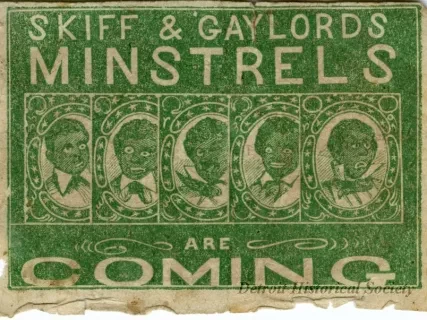 SKIFF & GAYLORDS
MINSTRELS
ARE
COMING
Detroit Historical Society